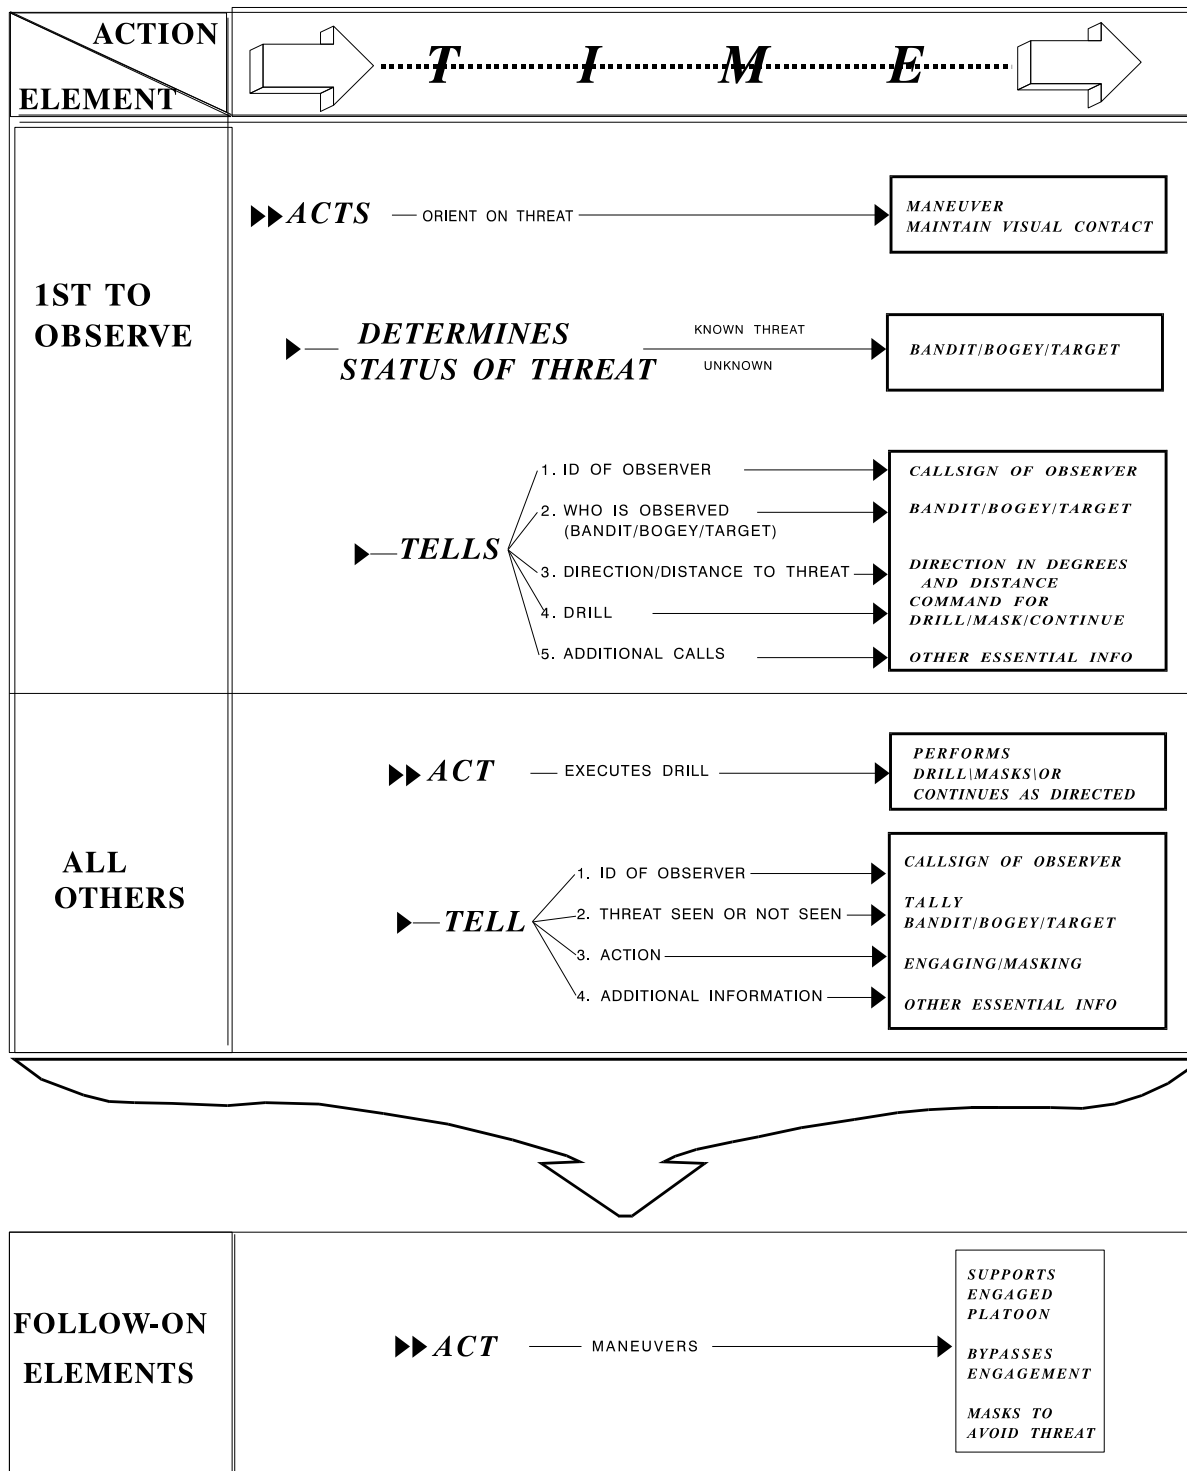 ACTION
ELEMENT
T I M E
1ST TO
OBSERVE
ACTS
ORIENT ON THREAT
MANEUVER
MAINTAIN VISUAL CONTACT
DETERMINES
STATUS OF THREAT
KNOWN THREAT
UNKNOWN
BANDIT/BOGEY/TARGET
TELLS
1. ID OF OBSERVER
CALLSIGN OF OBSERVER
2. WHO IS OBSERVED
(BANDIT/BOGEY/TARGET)
BANDIT/BOGEY/TARGET
3. DIRECTION/DISTANCE TO THREAT
DIRECTION IN DEGREES
AND DISTANCE
4. DRILL
COMMAND FOR
DRILL/MASK/CONTINUE
5. ADDITIONAL CALLS
OTHER ESSENTIAL INFO
ALL
OTHERS
ACT
EXECUTES DRILL
PERFORMS
DRILL\MASKS\OR
CONTINUES AS DIRECTED
TELL
1. ID OF OBSERVER
CALLSIGN OF OBSERVER
2. THREAT SEEN OR NOT SEEN
TALLY
BANDIT/BOGEY/TARGET
3. ACTION
ENGAGING/MASKING
4. ADDITIONAL INFORMATION
OTHER ESSENTIAL INFO
FOLLOW-ON
ELEMENTS
ACT
MANEUVERS
SUPPORTS
ENGAGED
PLATOON
BYPASSES
ENGAGEMENT
MASKS TO
AVOID THREAT